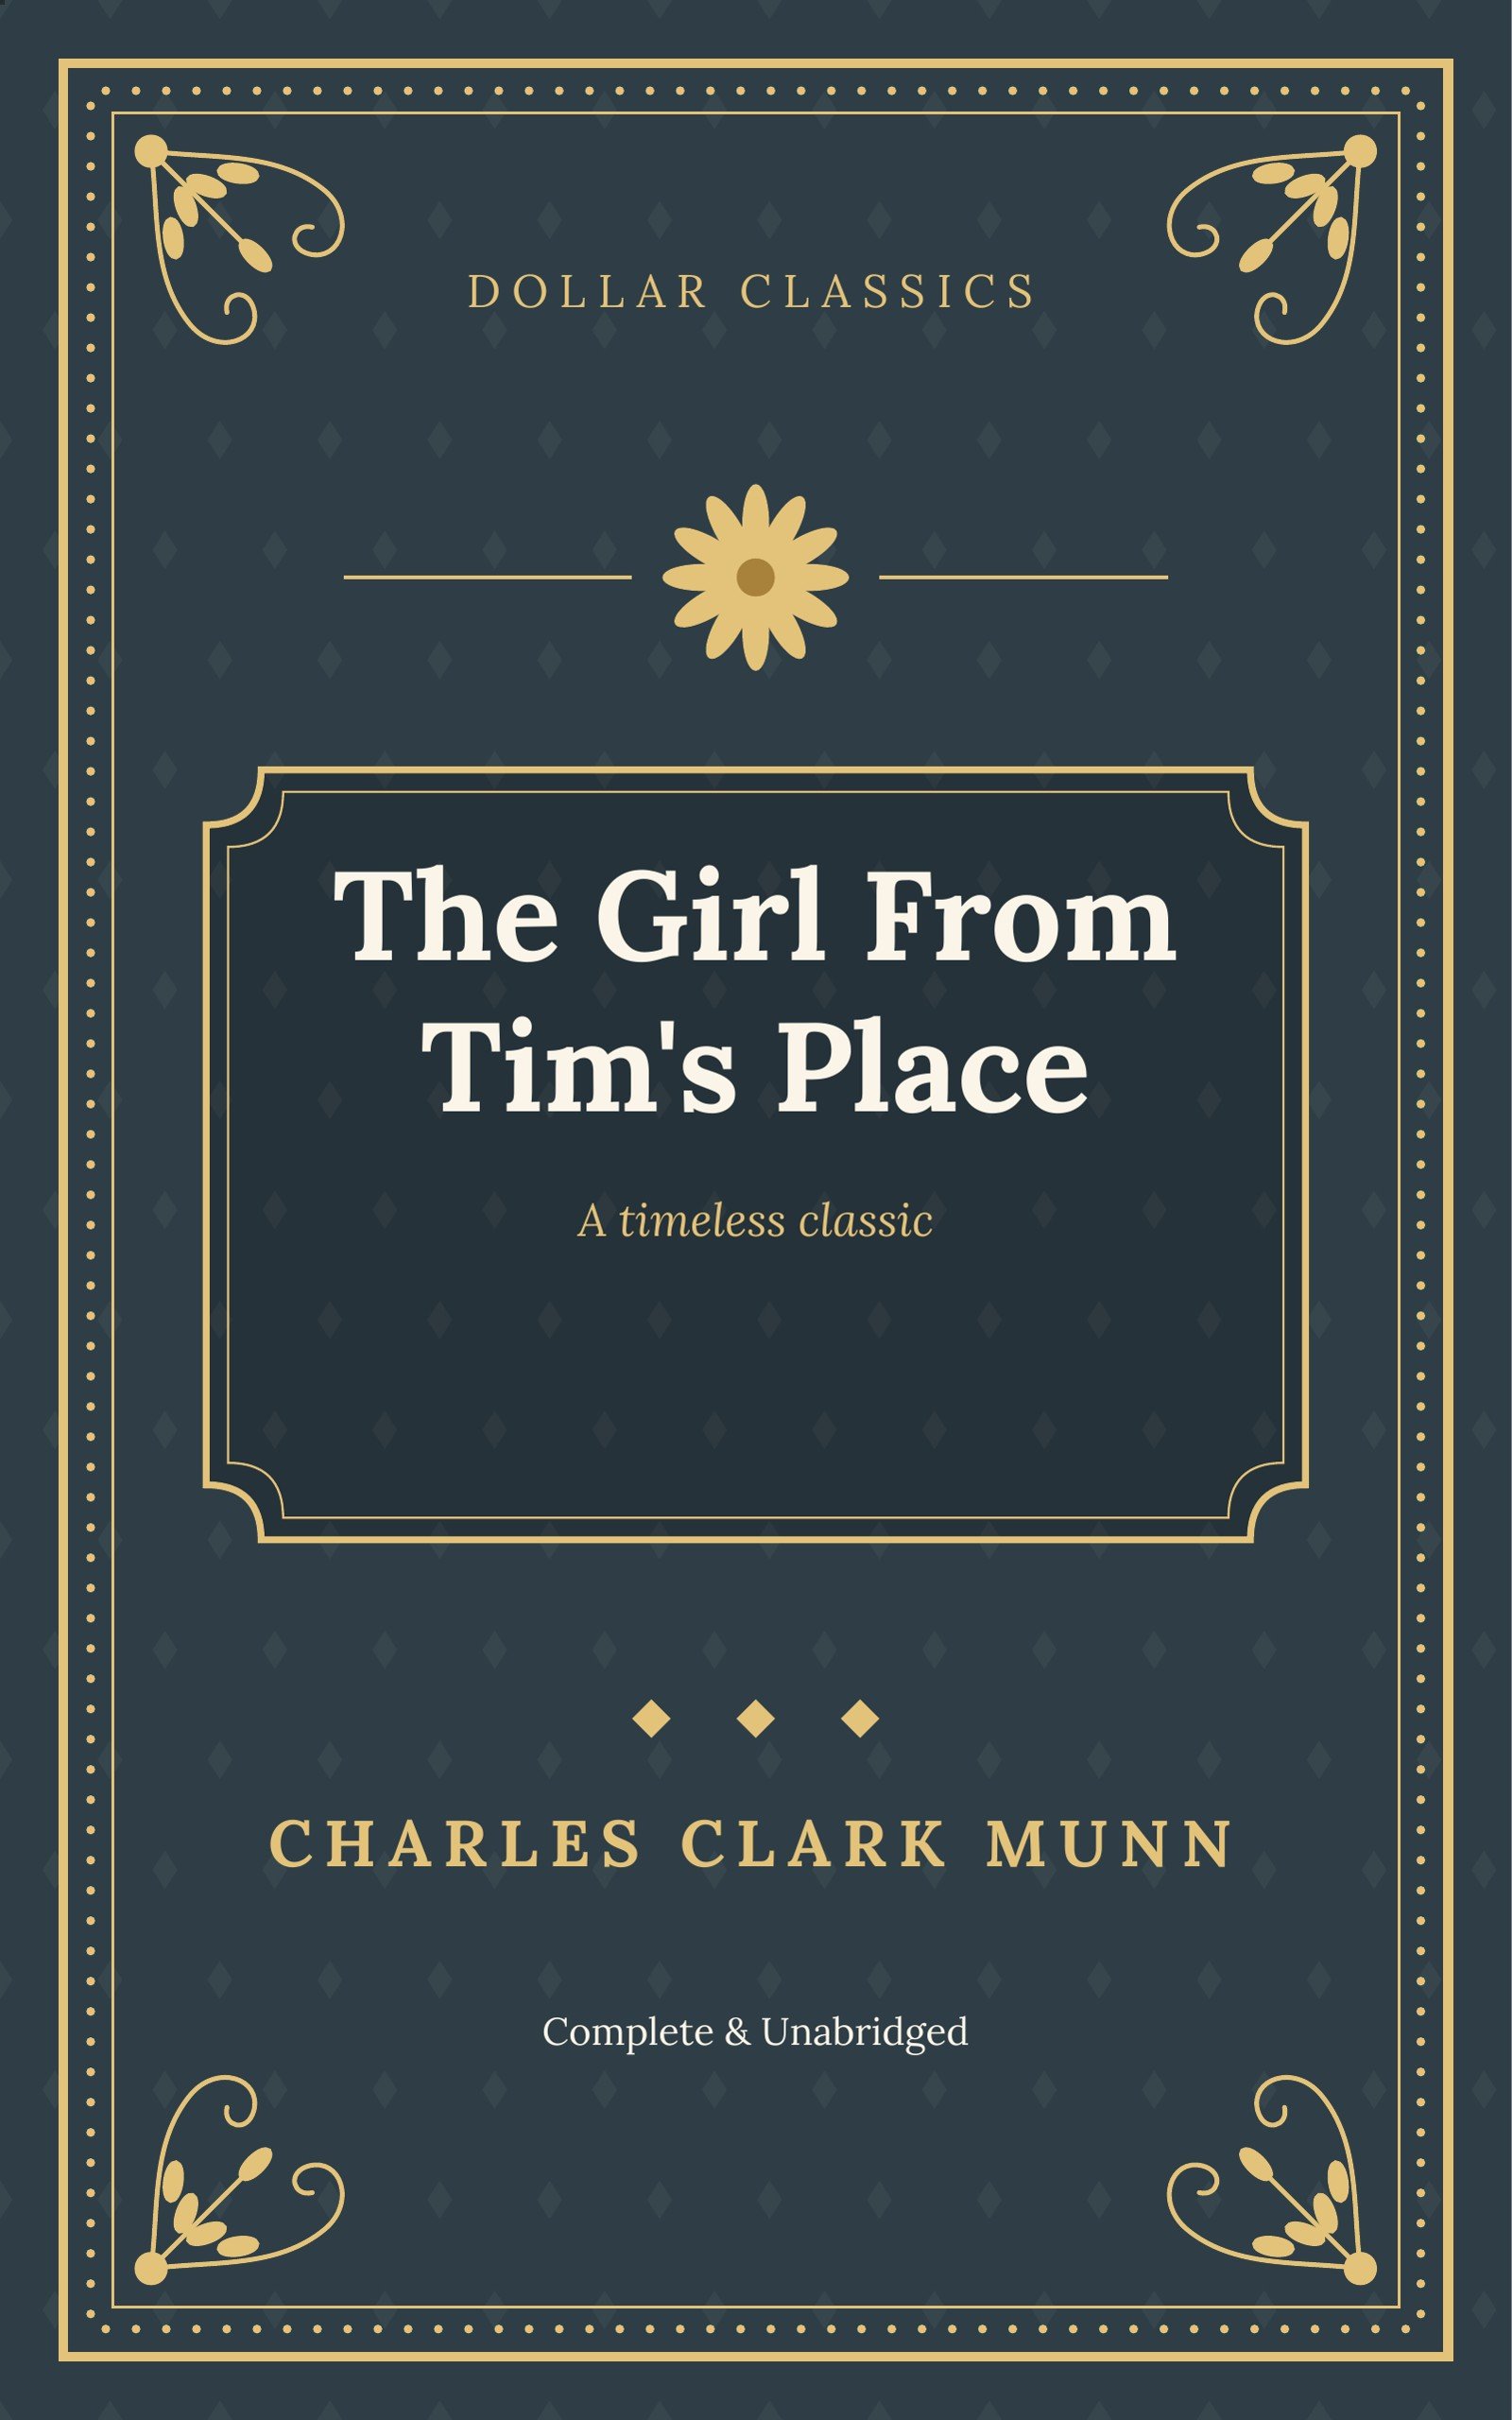 DOLLAR CLASSICS
The Girl From
Tim's Place
A timeless classic
CHARLES CLARK MUNN
Complete & Unabridged